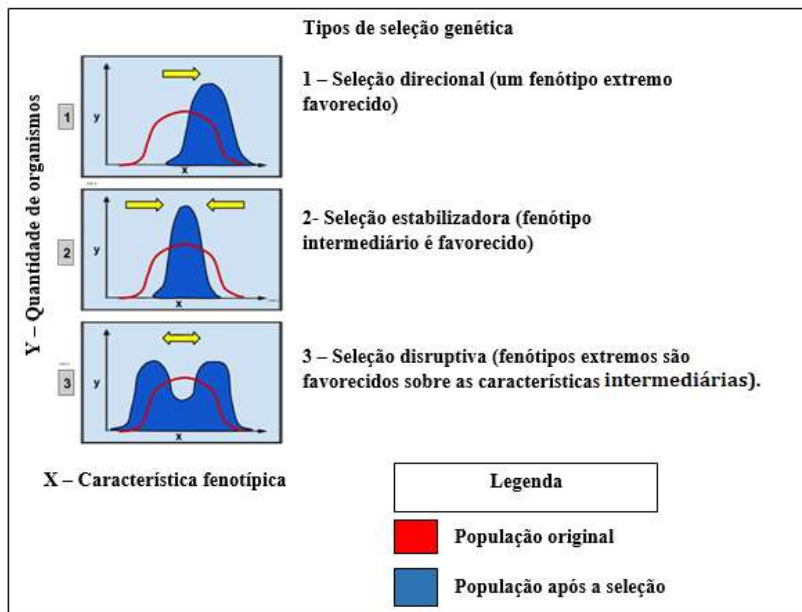 Tipos de seleção genética
Y – Quantidade de organismos
1
y
x
1 – Seleção direcional (um fenótipo extremo
favorecido)
2
y
x
2- Seleção estabilizadora (fenótipo
intermediário é favorecido)
3
y
x
3 – Seleção disruptiva (fenótipos extremos são
favorecidos sobre as características intermediárias).
X – Característica fenotípica
Legenda
População original
População após a seleção